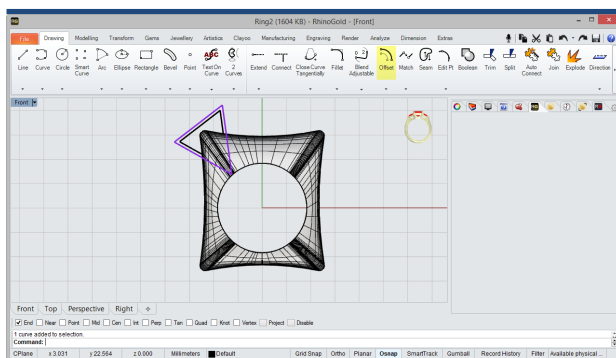 Ring2 (1604 KB) - RhinoGold - [Front]
File Drawing Modelling Transform Gems Jewellery Artistics Clayoo Manufacturing Engraving Render Analyze Dimension Extras
Line Curve Circle Smart Curve Arc Ellipse Rectangle Bevel Point Text On Curve 2 Curves Extend Connect Close Curve Tangentially Fillet Blend Adjustable Offset Match Seam Edit Pt Boolean Trim Split Auto Connect Join Explode Direction
Front
Front Top Perspective Right
End Near Point Mid Cen Int Perp Tan Quad Knot Vertex Project Disable
1 curve added to selection.
Command:
CPlane x 3.031 y 22.564 z 0.000 Millimeters Default Grid Snap Ortho Planar Osnap SmartTrack Gumball Record History Filter Available physical ...